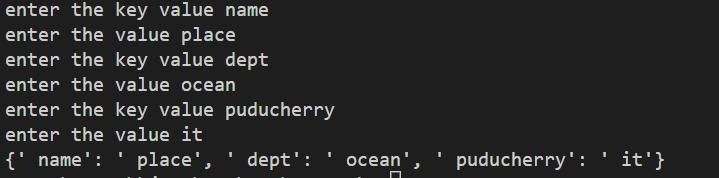 enter the key value name
enter the value place
enter the key value dept
enter the value ocean
enter the key value puducherry
enter the value it
{' name': ' place', ' dept': ' ocean', ' puducherry': ' it'}